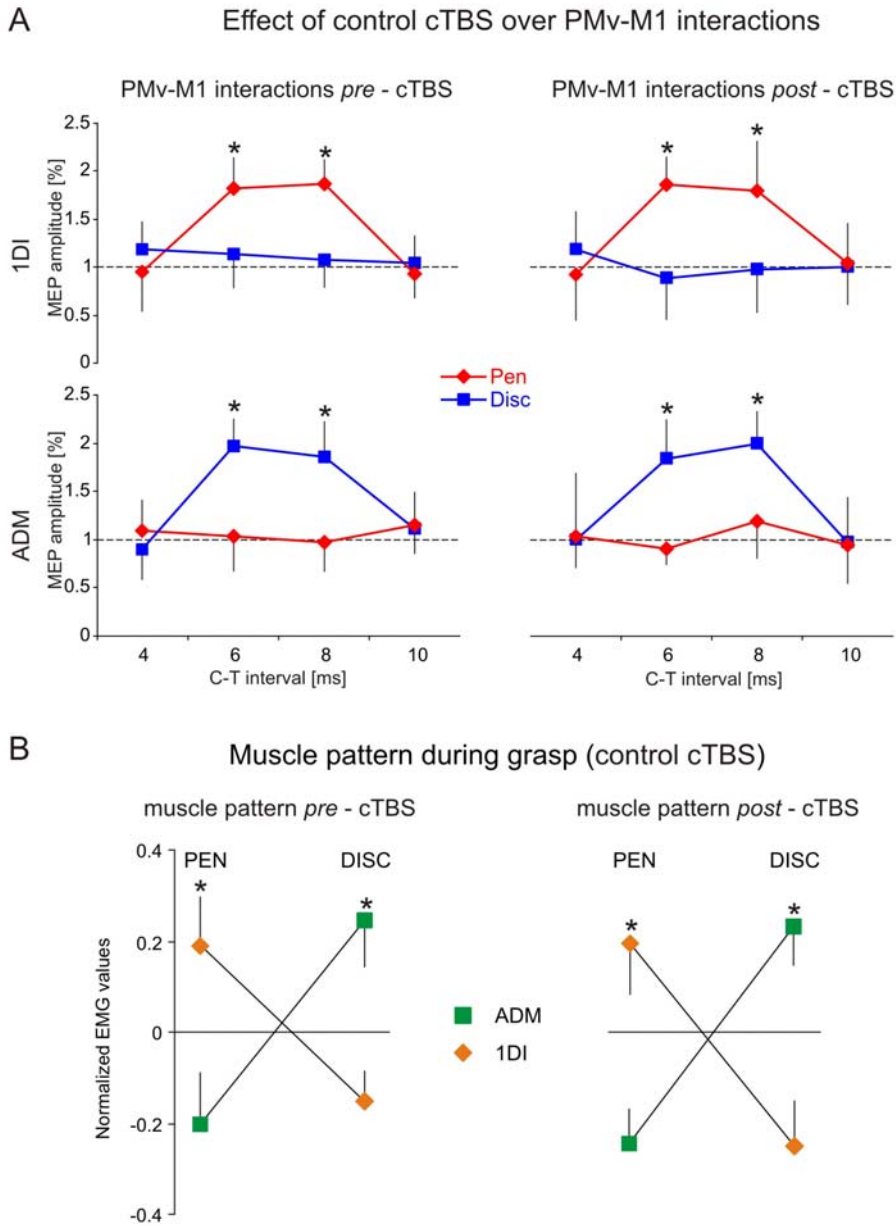 A
Effect of control cTBS over PMv-M1 interactions
PMv-M1 interactions pre - cTBS
PMv-M1 interactions post - cTBS
1DI
MEP amplitude [%]
2.5
2
1.5
1
0.5
0
* *
* *
Pen
Disc
ADM
MEP amplitude [%]
2.5
2
1.5
1
0.5
0
* *
* *
4 6 8 10
C-T interval [ms]
4 6 8 10
C-T interval [ms]
B
Muscle pattern during grasp (control cTBS)
muscle pattern pre - cTBS
muscle pattern post - cTBS
Normalized EMG values
0.4
0.2
0
-0.2
-0.4
PEN DISC
* *
PEN DISC
* *
ADM
1DI